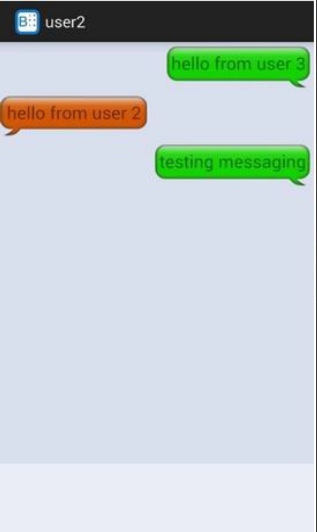 B
user2
hello from user 3
hello from user 2
testing messaging